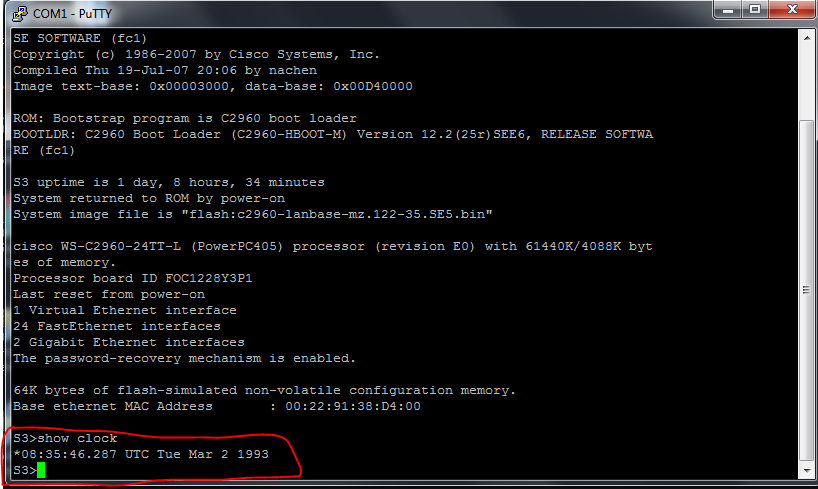 COM1 - PuTTY
SE SOFTWARE (fc1)
Copyright (c) 1986-2007 by Cisco Systems, Inc.
Compiled Thu 19-Jul-07 20:06 by nachen
Image text-base: 0x00003000, data-base: 0x00D40000
ROM: Bootstrap program is C2960 boot loader
BOOTLDR: C2960 Boot Loader (C2960-HBOOT-M) Version 12.2(25r)SEE6, RELEASE SOFTWA
RE (fc1)
S3 uptime is 1 day, 8 hours, 34 minutes
System returned to ROM by power-on
System image file is "flash:c2960-lanbase-mz.122-35.SE5.bin"
cisco WS-C2960-24TT-L (PowerPC405) processor (revision E0) with 61440K/4088K byt
es of memory.
Processor board ID FOC1228Y3P1
Last reset from power-on
1 Virtual Ethernet interface
24 FastEthernet interfaces
2 Gigabit Ethernet interfaces
The password-recovery mechanism is enabled.
64K bytes of flash-simulated non-volatile configuration memory.
Base ethernet MAC Address       : 00:22:91:38:D4:00
S3>show clock
*08:35:46.287 UTC Tue Mar 2 1993
S3>